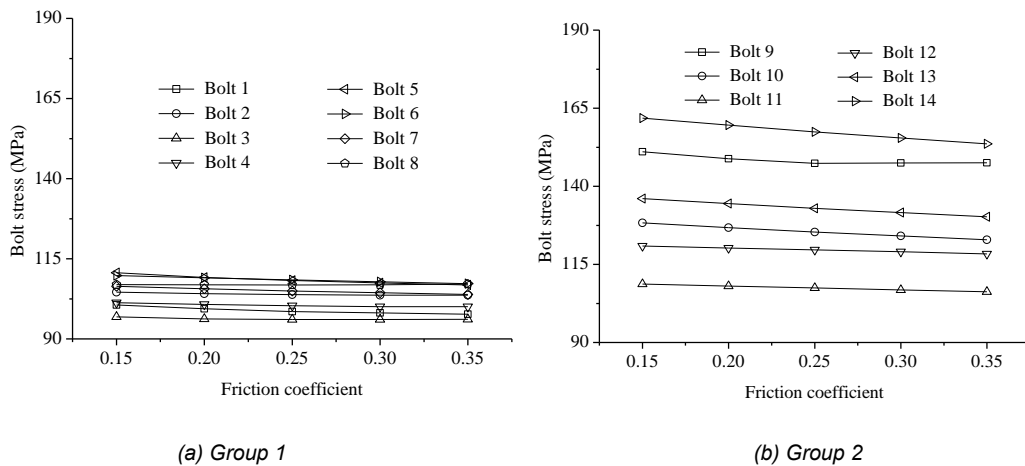 190
165
140
115
90
Bolt stress (MPa)
Bolt 1
Bolt 2
Bolt 3
Bolt 4
Bolt 5
Bolt 6
Bolt 7
Bolt 8
0.15 0.20 0.25 0.30 0.35
Friction coefficient
(a) Group 1
190
165
140
115
90
Bolt stress (MPa)
Bolt 9
Bolt 10
Bolt 11
Bolt 12
Bolt 13
Bolt 14
0.15 0.20 0.25 0.30 0.35
Friction coefficient
(b) Group 2